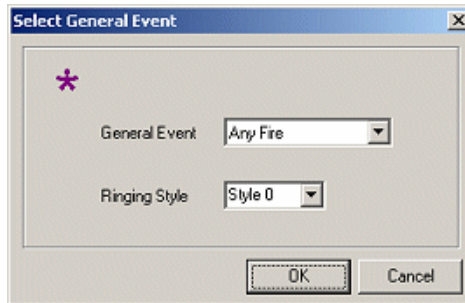 Select General Event
General Event Any Fire
Ringing Style Style 0
OK Cancel